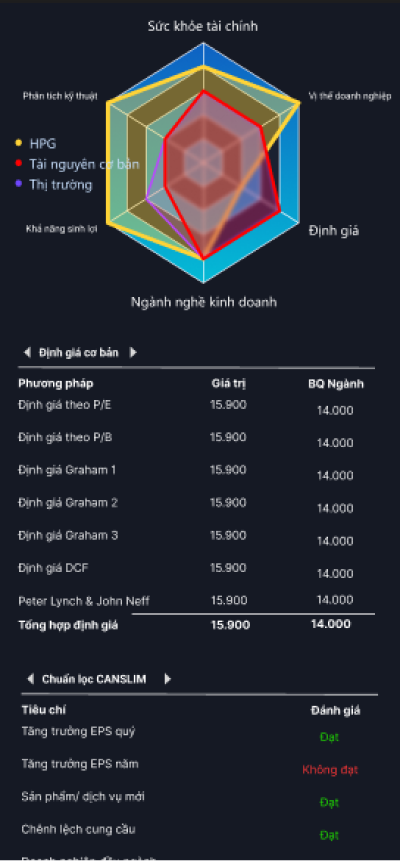 Sức khỏe tài chính
Phân tích kỹ thuật
Vị thế doanh nghiệp
HPG
Tài nguyên cơ bản
Thị trường
Khả năng sinh lợi
Định giá
Ngành nghề kinh doanh
Định giá cơ bản
Phương pháp Giá trị BQ Ngành
Định giá theo P/E 15.900 14.000
Định giá theo P/B 15.900 14.000
Định giá Graham 1 15.900 14.000
Định giá Graham 2 15.900 14.000
Định giá Graham 3 15.900 14.000
Định giá DCF 15.900 14.000
Peter Lynch & John Neff 15.900 14.000
Tổng hợp định giá 15.900 14.000
Chuẩn lọc CANSLIM
Tiêu chí Đánh giá
Tăng trưởng EPS quý Đạt
Tăng trưởng EPS năm Không đạt
Sản phẩm/ dịch vụ mới Đạt
Chênh lệch cung cầu Đạt